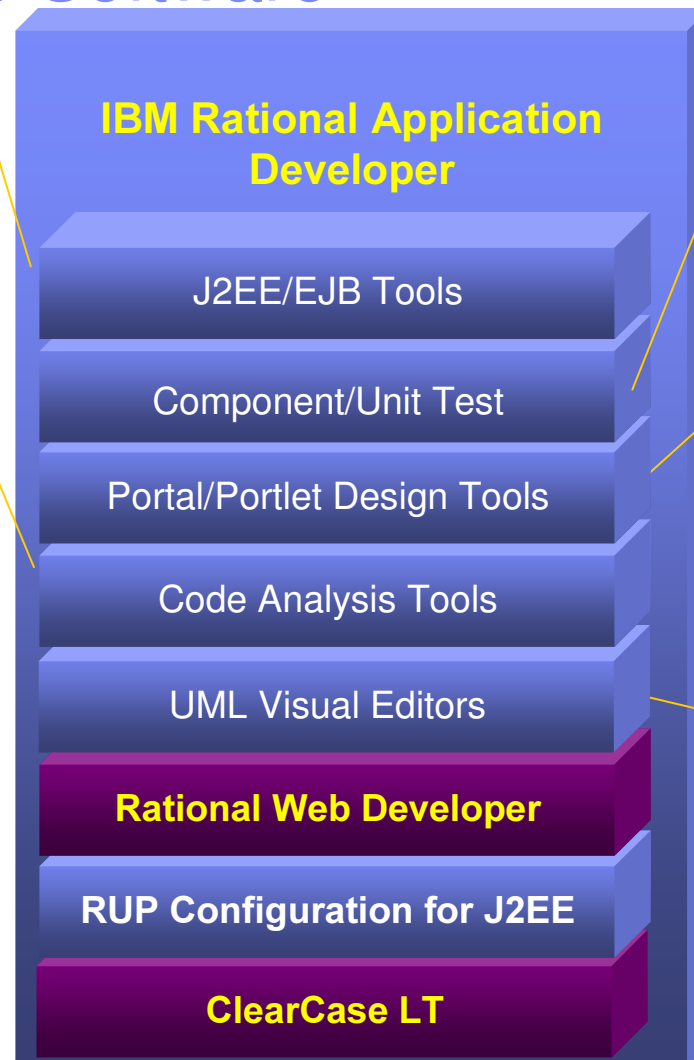 Software
IBM Rational Application
Developer
J2EE/EJB Tools
Component/Unit Test
Portal/Portlet Design Tools
Code Analysis Tools
UML Visual Editors
Rational Web Developer
RUP Configuration for J2EE
ClearCase LT